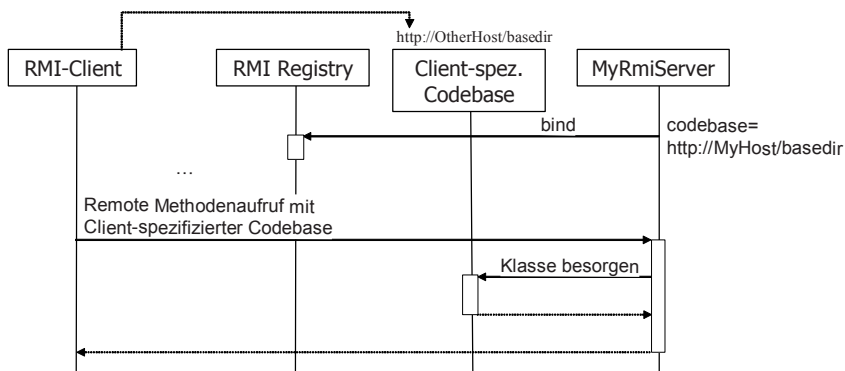 http://OtherHost/basedir
RMI-Client
RMI Registry
Client-spez.
Codebase
MyRmiServer
bind
codebase=
http://MyHost/basedir
...
Remote Methodenaufruf mit
Client-spezifizierter Codebase
Klasse besorgen